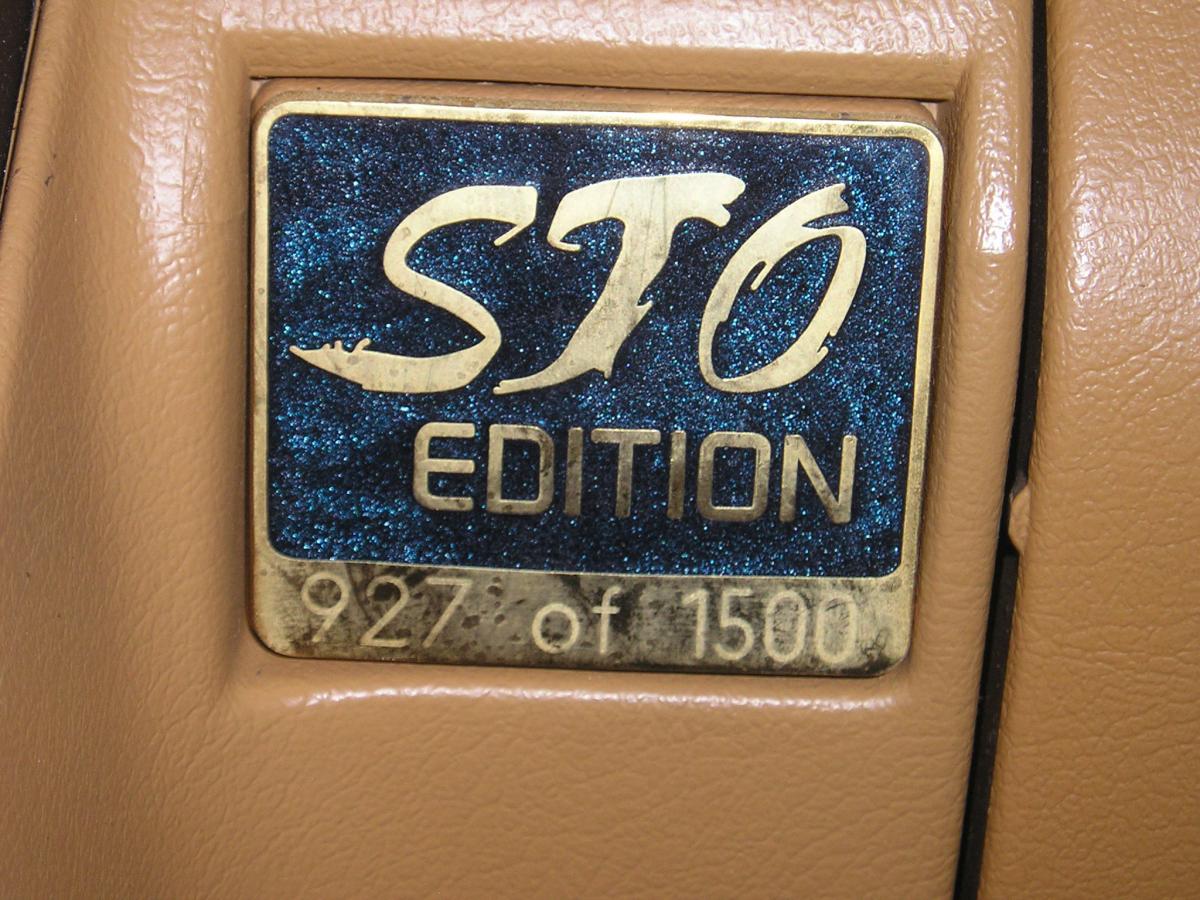 STO
EDITION
927 of 1500